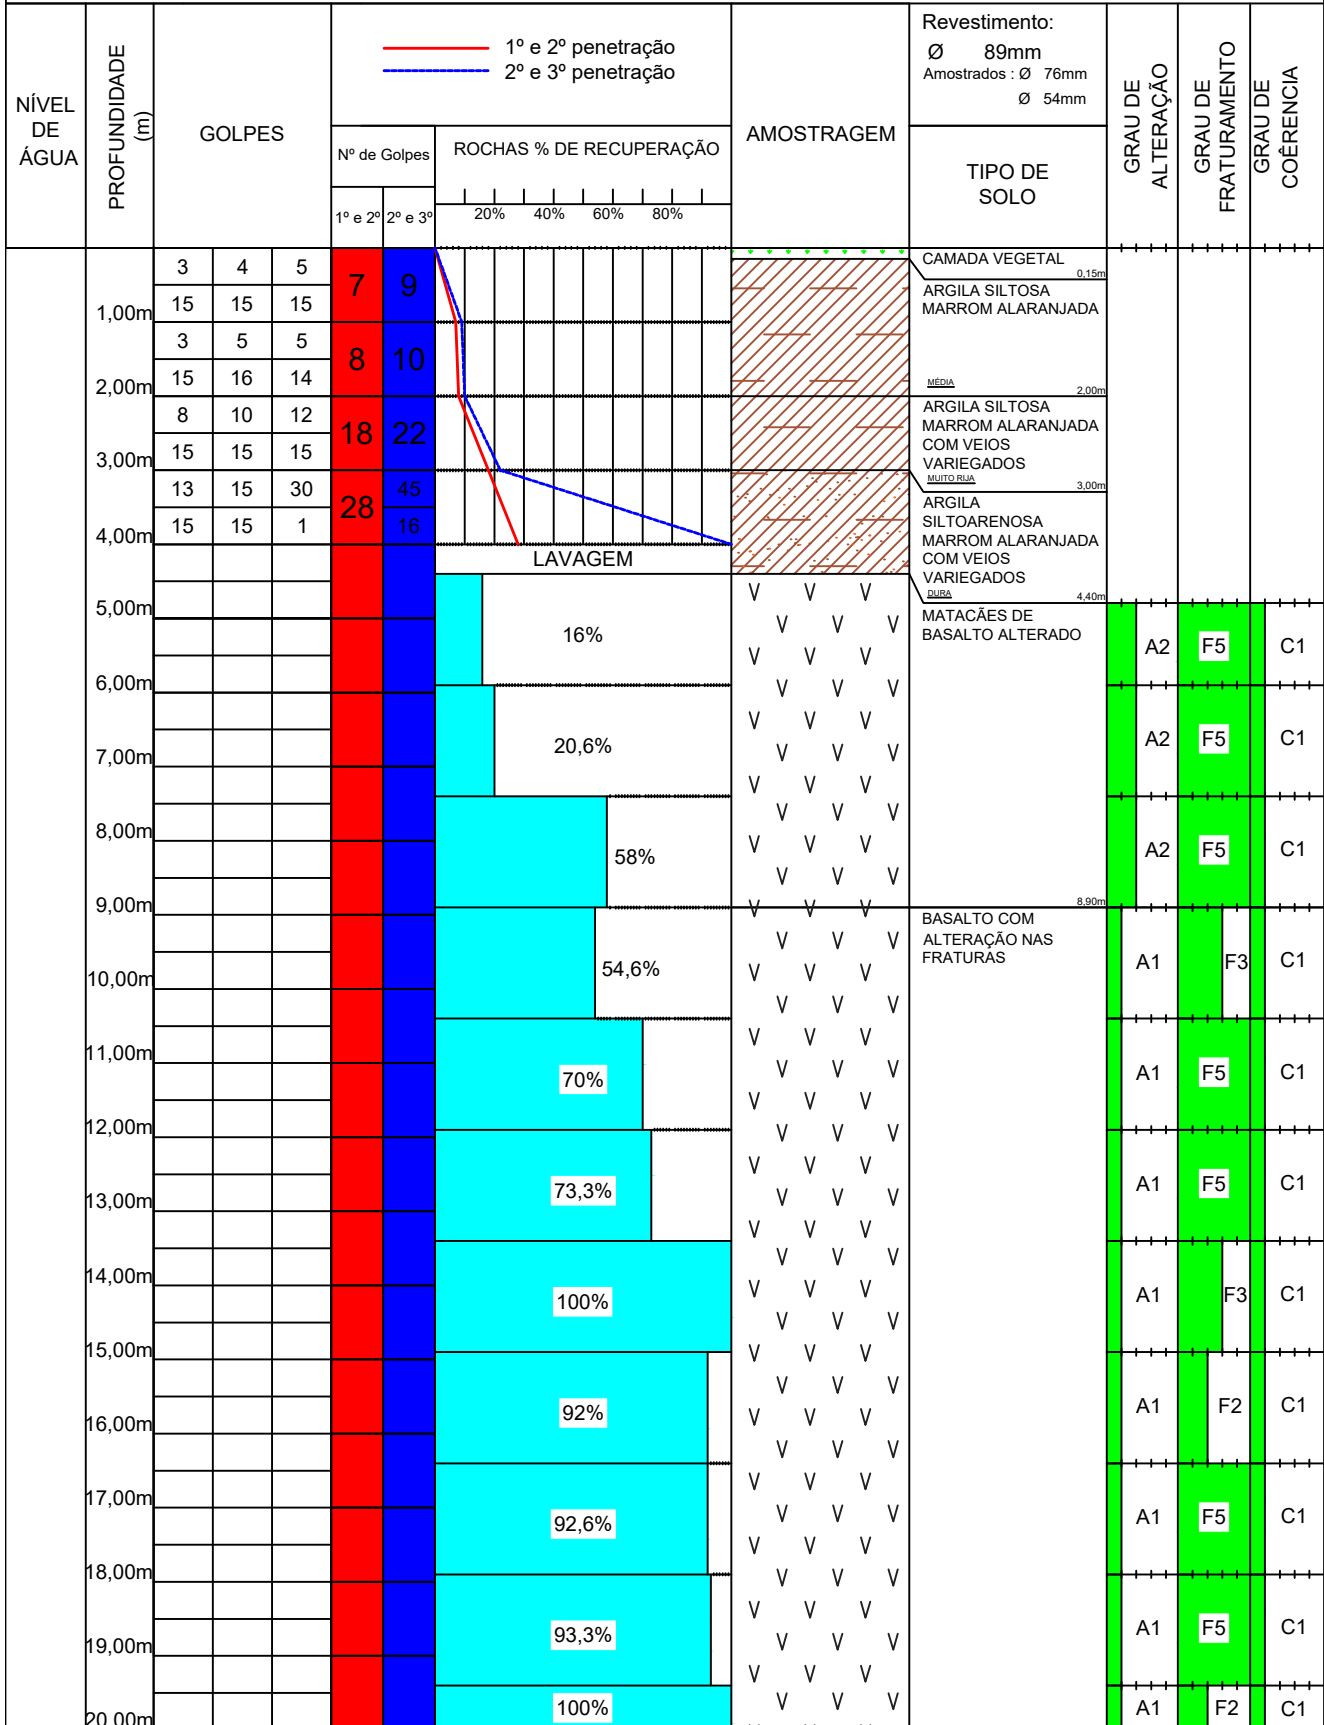 NÍVEL
DE
ÁGUA
PROFUNDIDADE
(m)
GOLPES
1º e 2º penetração
2º e 3º penetração
Nº de Golpes
1º e 2º
2º e 3º
ROCHAS % DE RECUPERAÇÃO
20% 40% 60% 80%
AMOSTRAGEM
Revestimento:
Ø 89mm
Amostrados : Ø 76mm
Ø 54mm
TIPO DE
SOLO
GRAU DE
ALTERAÇÃO
GRAU DE
FRATURAMENTO
GRAU DE
COÊRENCIA
3 4 5
7 9
15 15 15
1,00m
3 5 5
8 10
15 16 14
2,00m
8 10 12
18 22
15 15 15
3,00m
13 15 30
28 45
15 15 1 16
4,00m
LAVAGEM
CAMADA VEGETAL
0,15m
ARGILA SILTOSA
MARROM ALARANJADA
MÉDIA
2,00m
ARGILA SILTOSA
MARROM ALARANJADA
COM VEIOS
VARIEGADOS
MUITO RIJA
3,00m
ARGILA
SILTOARENOSA
MARROM ALARANJADA
COM VEIOS
VARIEGADOS
DURA
4,40m
MATACÃES DE
BASALTO ALTERADO
5,00m
16% A2 F5 C1
6,00m
20,6% A2 F5 C1
7,00m
8,00m
58% A2 F5 C1
9,00m
8,90m
BASALTO COM
ALTERAÇÃO NAS
FRATURAS
54,6% A1 F3 C1
10,00m
11,00m
70% A1 F5 C1
12,00m
73,3% A1 F5 C1
13,00m
14,00m
100% A1 F3 C1
15,00m
92% A1 F2 C1
16,00m
17,00m
92,6% A1 F5 C1
18,00m
93,3% A1 F5 C1
19,00m
100% A1 F2 C1
20,00m